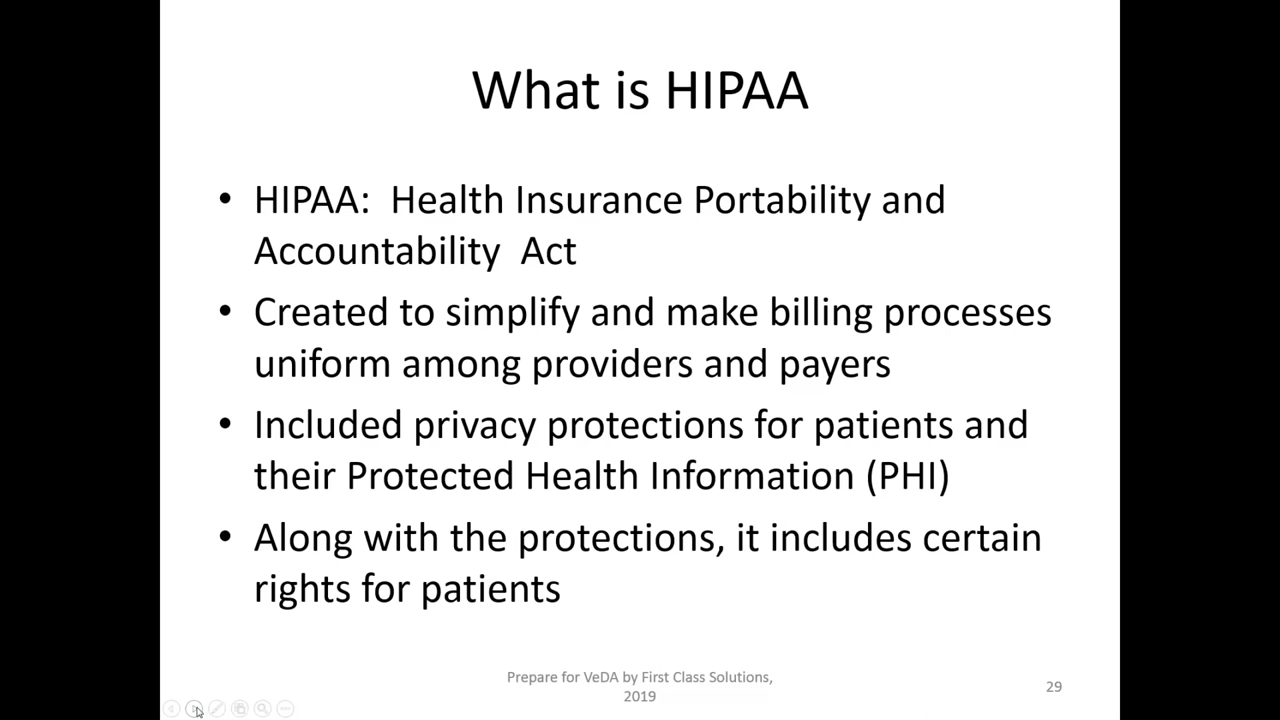 What is HIPAA
• HIPAA:  Health Insurance Portability and
Accountability  Act
• Created to simplify and make billing processes
uniform among providers and payers
• Included privacy protections for patients and
their Protected Health Information (PHI)
• Along with the protections, it includes certain
rights for patients
Prepare for VeDA by First Class Solutions,
2019
29